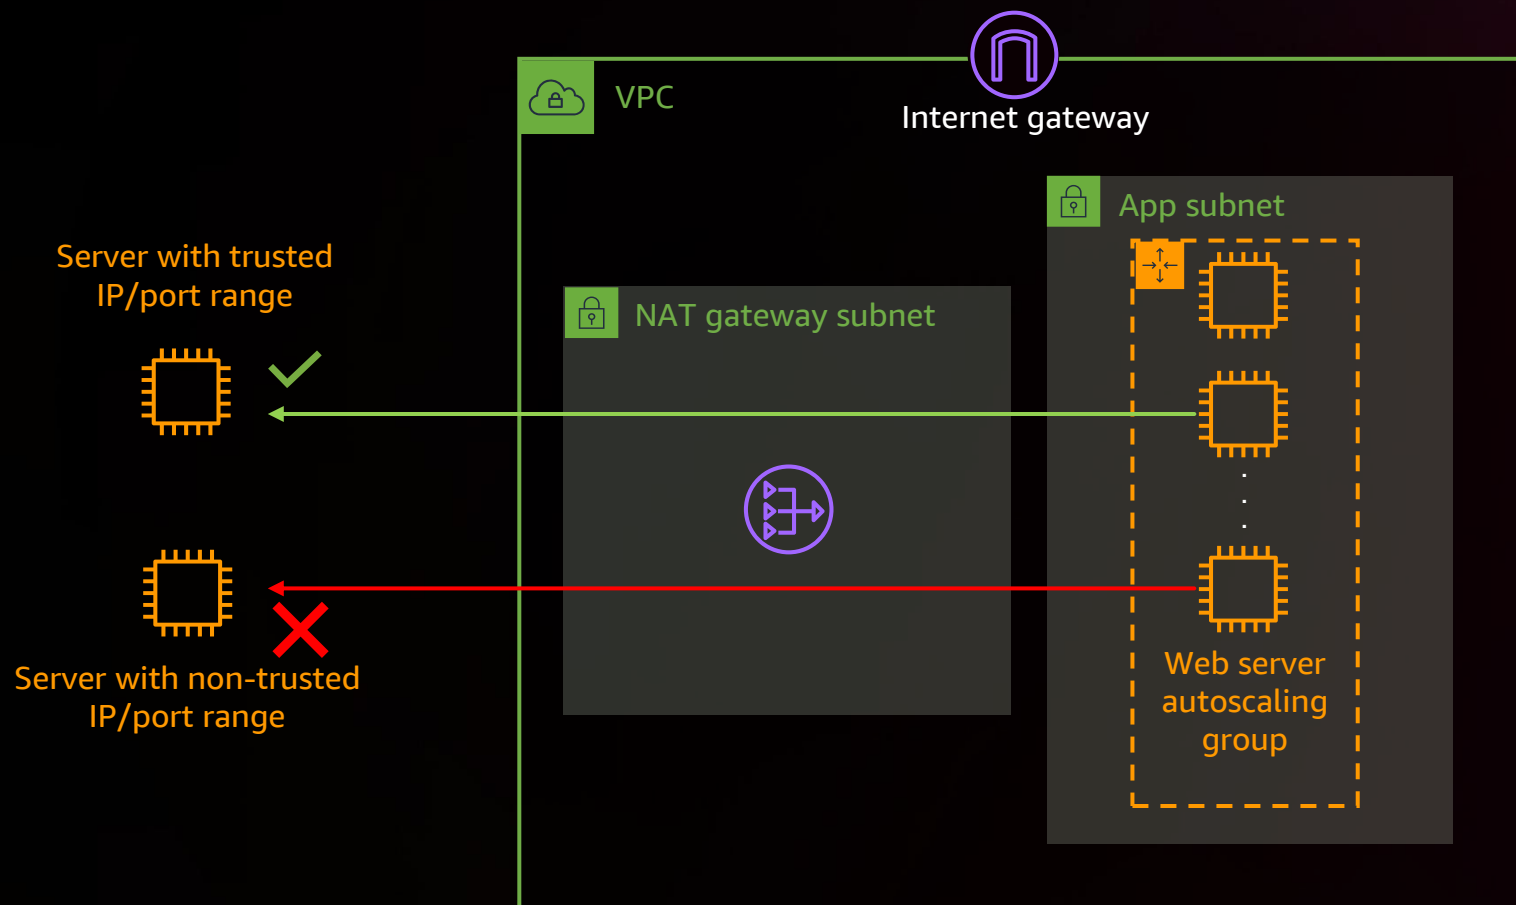 VPC
Internet gateway
App subnet
Server with trusted
IP/port range
NAT gateway subnet
Server with non-trusted
IP/port range
Web server
autoscaling
group